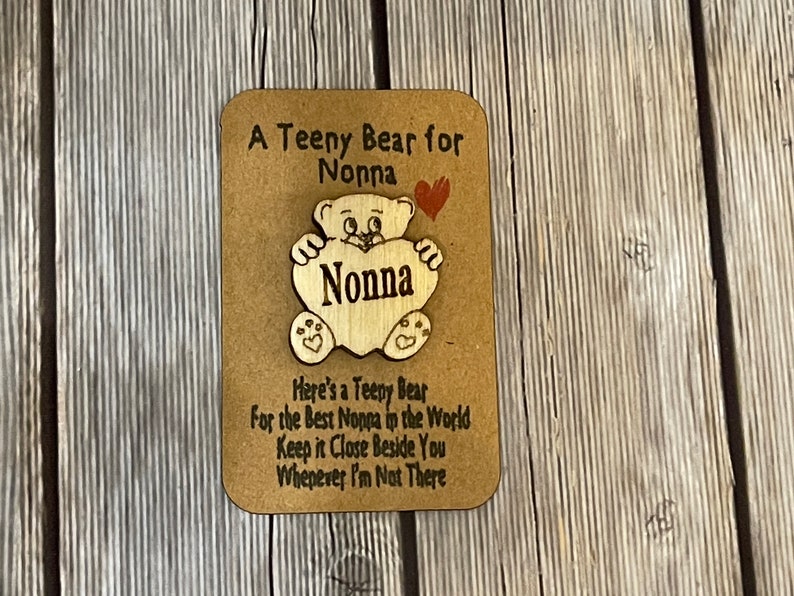 A Teeny Bear for
Nonna
Nonna
Here's a Teeny Bear
For the Best Nonna in the World
Keep it Close Beside You
Whenever I'm Not There